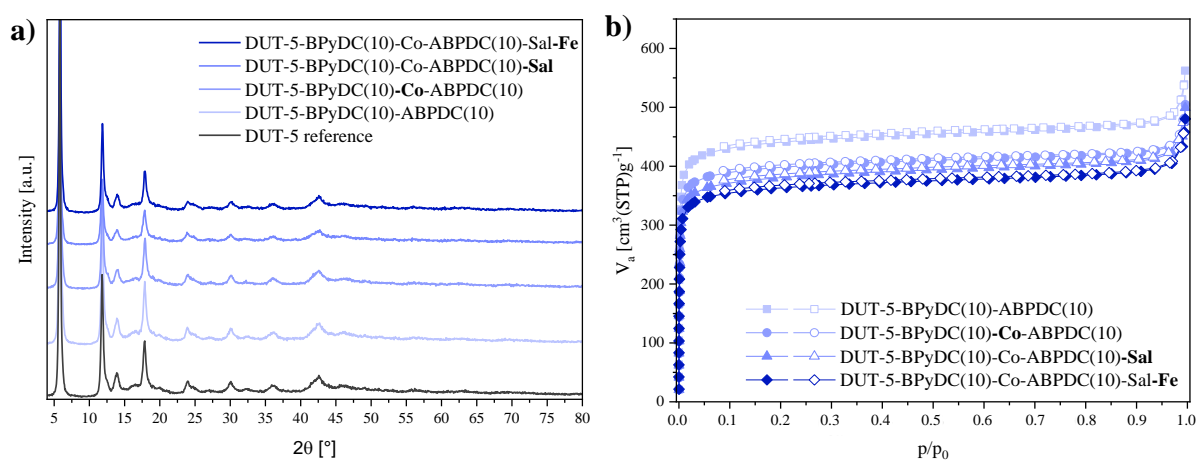 a)
DUT-5-BPyDC(10)-Co-ABPDC(10)-Sal-Fe
DUT-5-BPyDC(10)-Co-ABPDC(10)-Sal
DUT-5-BPyDC(10)-Co-ABPDC(10)
DUT-5-BPyDC(10)-ABPDC(10)
DUT-5 reference
Intensity [a.u.]
5 10 15 20 25 30 35 40 45 50 55 60 65 70 75 80
2θ [°]
b)
600
500
400
300
200
100
0
Vₐ [cm³(STP)g⁻¹]
DUT-5-BPyDC(10)-ABPDC(10)
DUT-5-BPyDC(10)-Co-ABPDC(10)
DUT-5-BPyDC(10)-Co-ABPDC(10)-Sal
DUT-5-BPyDC(10)-Co-ABPDC(10)-Sal-Fe
0.0 0.1 0.2 0.3 0.4 0.5 0.6 0.7 0.8 0.9 1.0
p/p₀